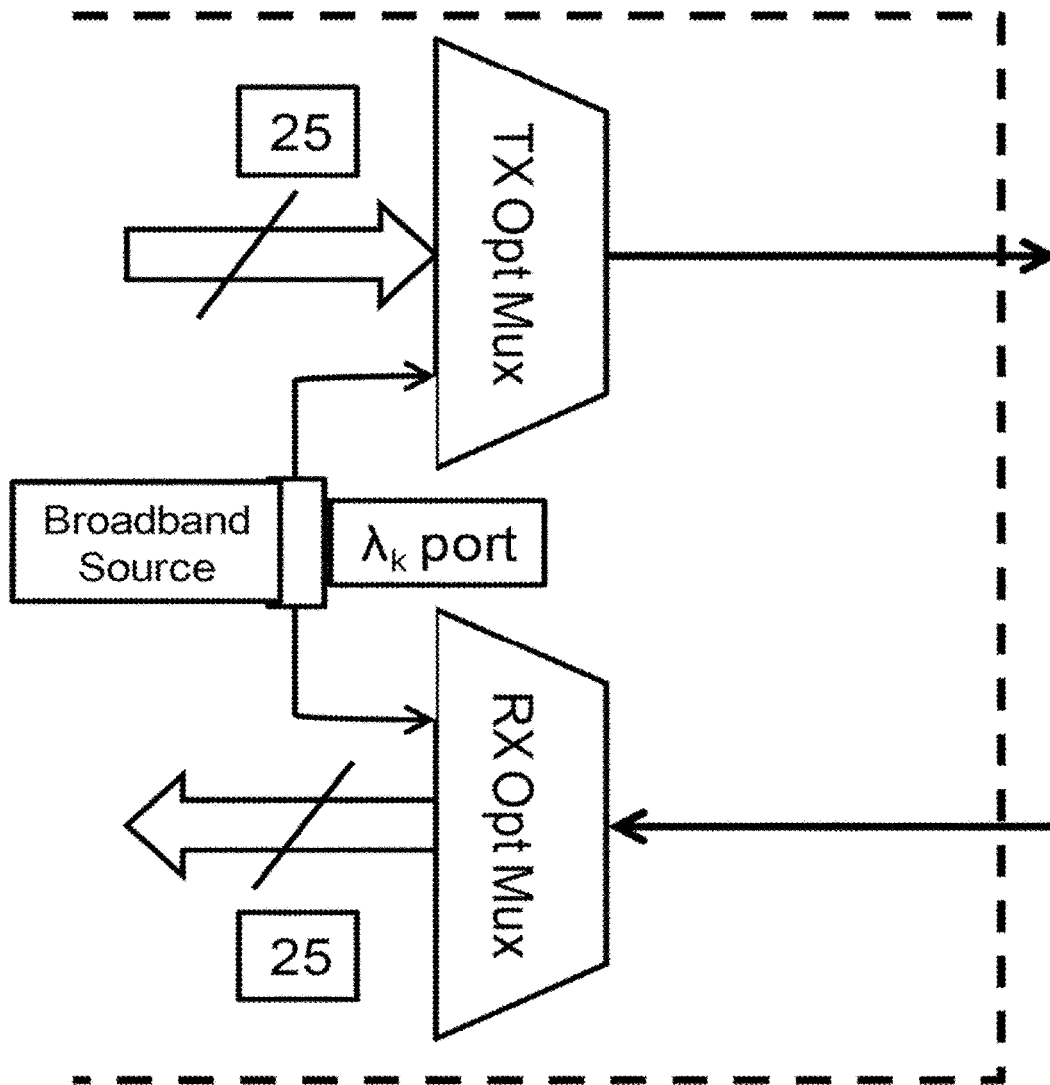 25
TX Opt Mux
Broadband
Source
λₖ port
RX Opt Mux
25